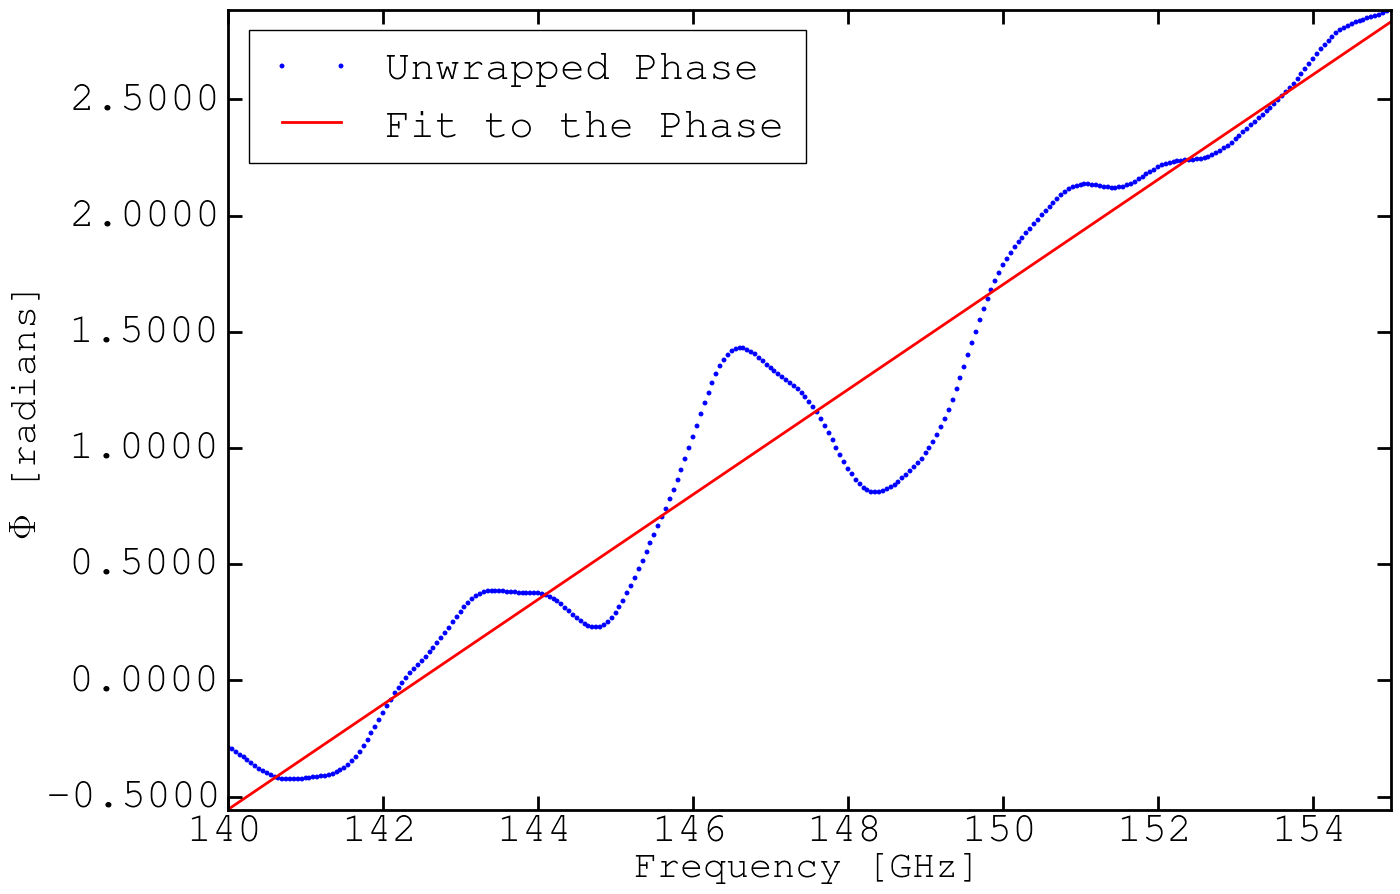 Unwrapped Phase
Fit to the Phase
2.5000
2.0000
1.5000
1.0000
0.5000
0.0000
−0.5000
Φ [radians]
140 142 144 146 148 150 152 154
Frequency [GHz]